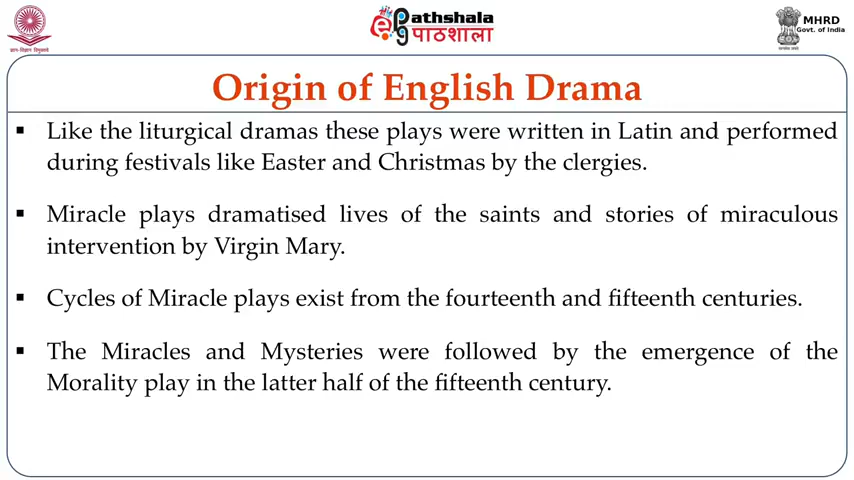 ePathshala
पाठशाला
MHRD
Govt. of India
Origin of English Drama
▪ Like the liturgical dramas these plays were written in Latin and performed
during festivals like Easter and Christmas by the clergies.
▪ Miracle plays dramatised lives of the saints and stories of miraculous
intervention by Virgin Mary.
▪ Cycles of Miracle plays exist from the fourteenth and fifteenth centuries.
▪ The Miracles and Mysteries were followed by the emergence of the
Morality play in the latter half of the fifteenth century.